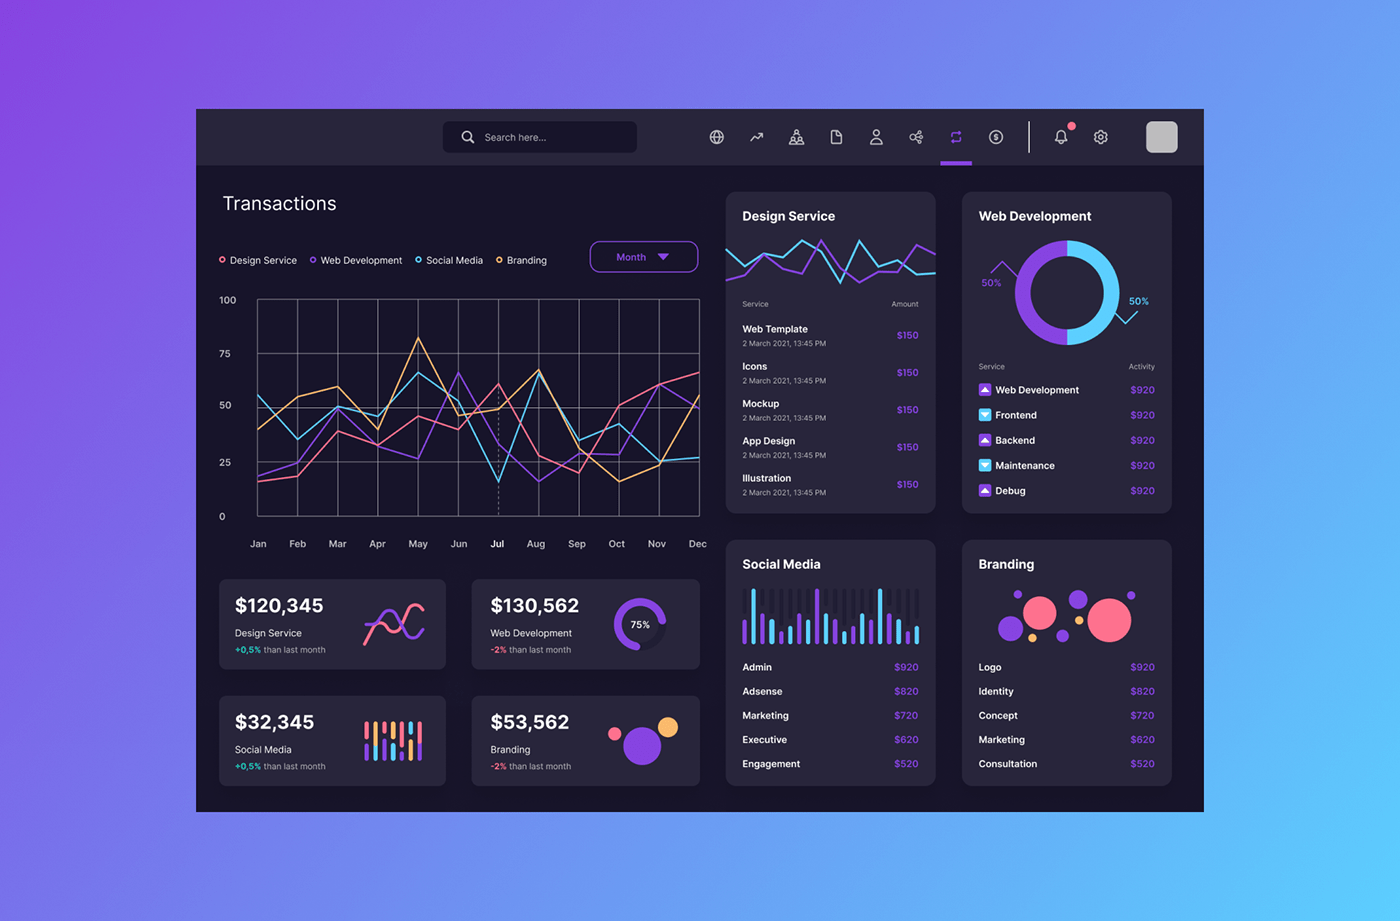 Search here...
Transactions
Design Service
Web Development
Social Media
Branding
Month
100
75
50
25
0
Jan Feb Mar Apr May Jun Jul Aug Sep Oct Nov Dec
$120,345
Design Service
+0,5% than last month
$130,562
Web Development
-2% than last month
75%
$32,345
Social Media
+0,5% than last month
$53,562
Branding
-2% than last month
Design Service
Service Amount
Web Template
2 March 2021, 13:45 PM
$150
Icons
2 March 2021, 13:45 PM
$150
Mockup
2 March 2021, 13:45 PM
$150
App Design
2 March 2021, 13:45 PM
$150
Illustration
2 March 2021, 13:45 PM
$150
Web Development
50%
50%
Service Activity
Web Development $920
Frontend $920
Backend $920
Maintenance $920
Debug $920
Social Media
Admin $920
Adsense $820
Marketing $720
Executive $620
Engagement $520
Branding
Logo $920
Identity $820
Concept $720
Marketing $620
Consultation $520